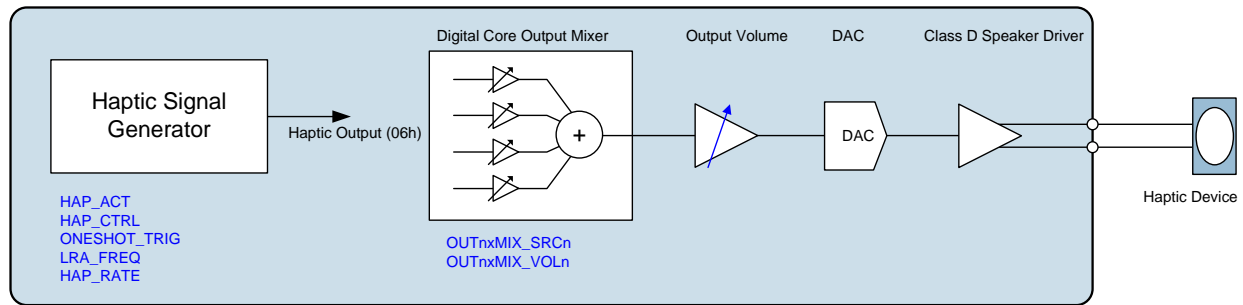 Digital Core Output Mixer
Output Volume
DAC
Class D Speaker Driver
Haptic Signal
Generator
Haptic Output (06h)
+
DAC
Haptic Device
HAP_ACT
HAP_CTRL
ONESHOT_TRIG
LRA_FREQ
HAP_RATE
OUTnxMIX_SRCn
OUTnxMIX_VOLn